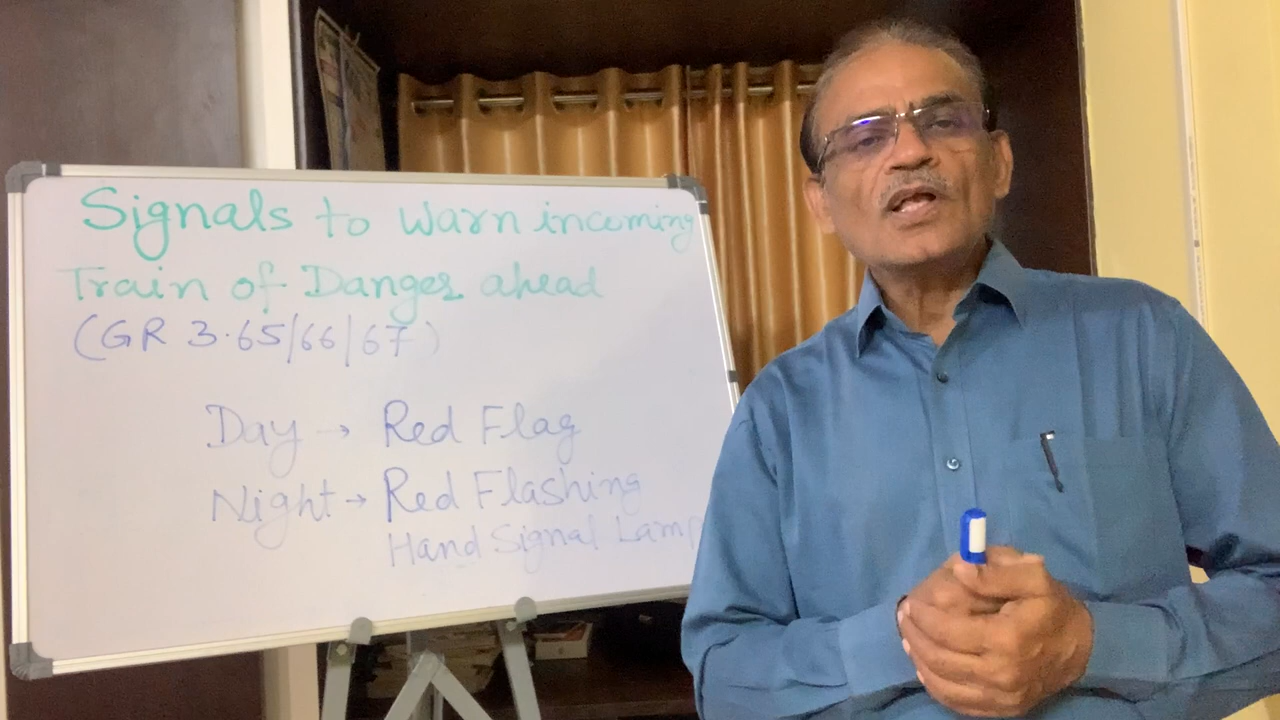 Signals to warn incoming
Train of Danger ahead
(GR 3.65/66/67)
Day → Red Flag
Night → Red Flashing
Hand Signal Lamp